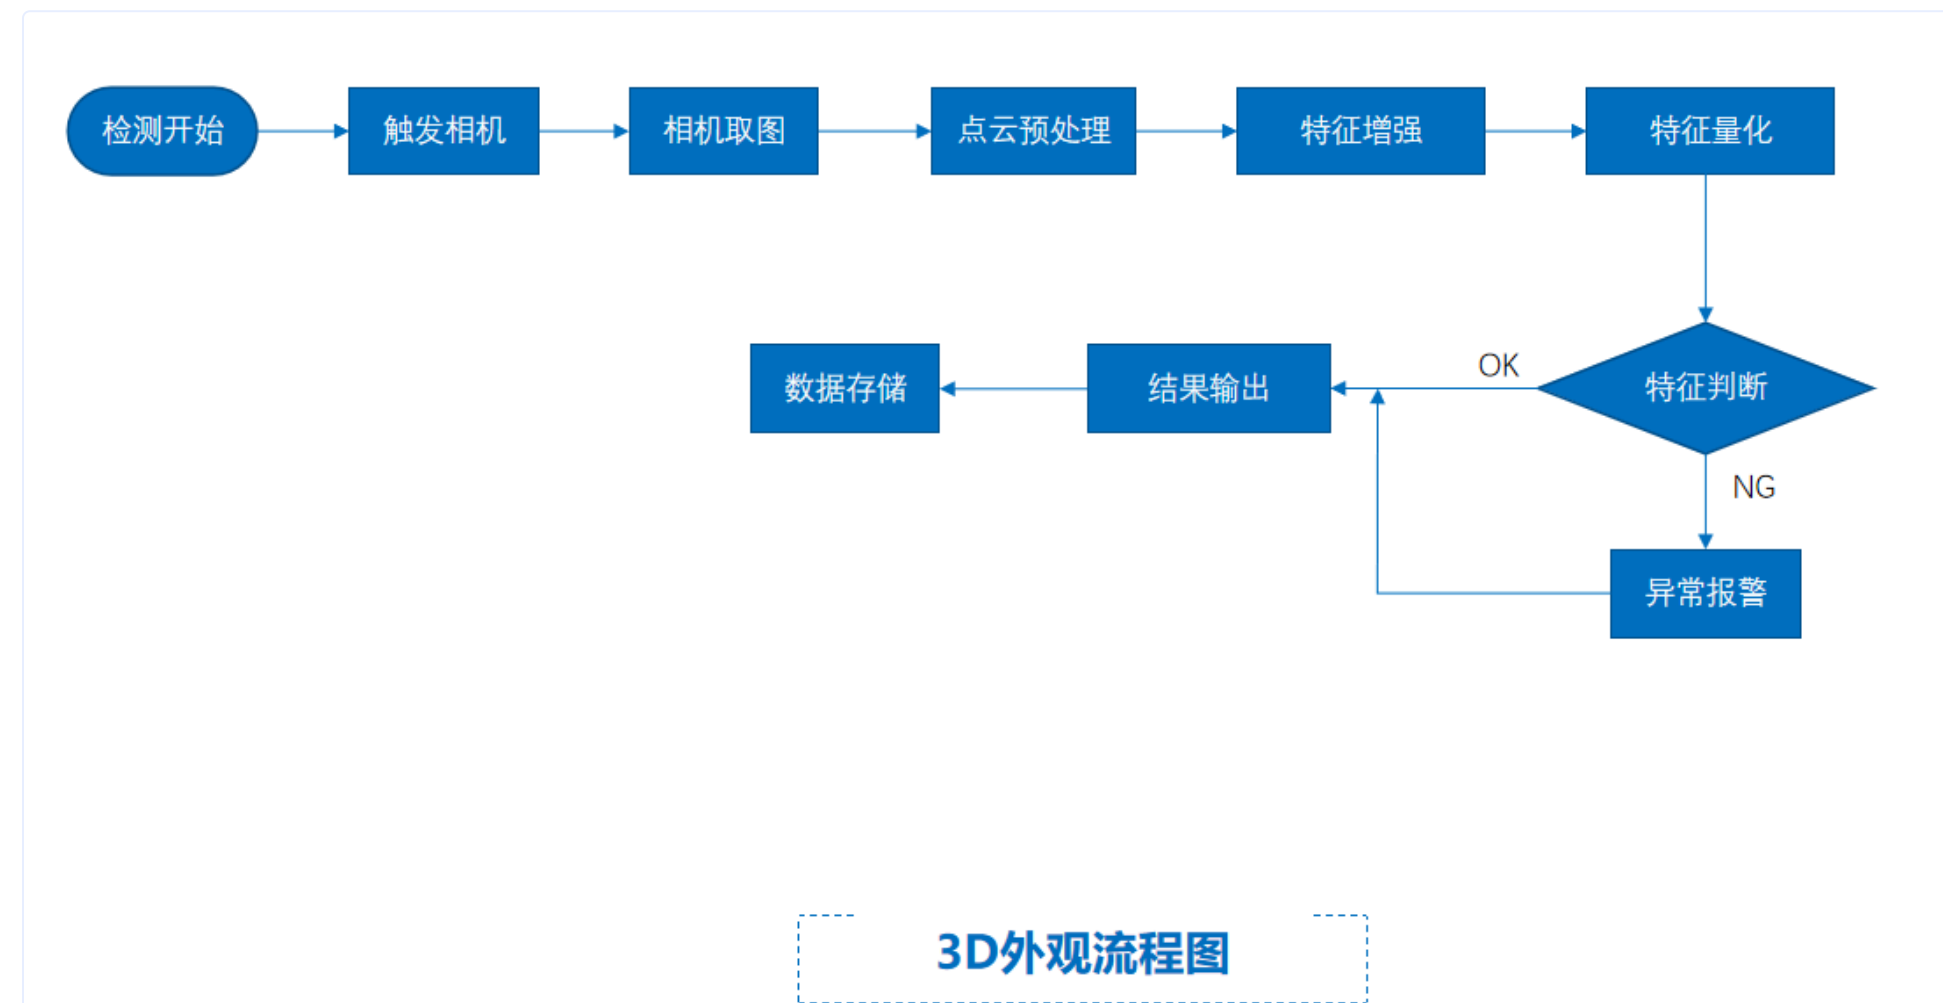 检测开始
触发相机
相机取图
点云预处理
特征增强
特征量化
数据存储
结果输出
OK
特征判断
NG
异常报警
3D外观流程图